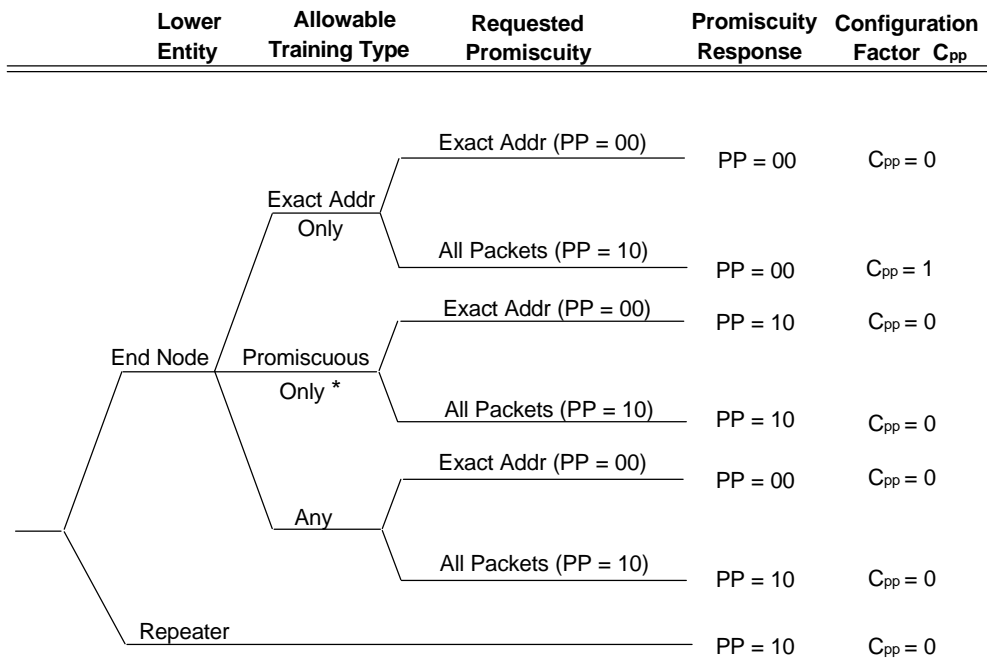 Lower Entity
Allowable Training Type
Requested Promiscuity
Promiscuity Response
Configuration Factor Cpp
Exact Addr (PP = 00)
PP = 00
Cpp = 0
Exact Addr Only
All Packets (PP = 10)
PP = 00
Cpp = 1
Exact Addr (PP = 00)
PP = 10
Cpp = 0
End Node
Promiscuous Only *
All Packets (PP = 10)
PP = 10
Cpp = 0
Exact Addr (PP = 00)
PP = 00
Cpp = 0
Any
All Packets (PP = 10)
PP = 10
Cpp = 0
Repeater
PP = 10
Cpp = 0